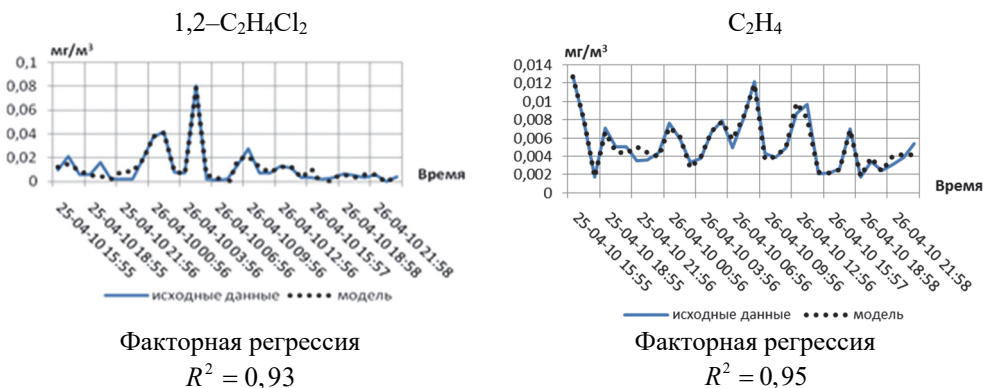 1,2–C₂H₄Cl₂
мг/м³
0,1
0,08
0,06
0,04
0,02
0
Время
25-04-10 15:55
25-04-10 18:55
25-04-10 21:56
26-04-10 00:56
26-04-10 03:56
26-04-10 06:56
26-04-10 09:56
26-04-10 12:56
26-04-10 15:57
26-04-10 18:58
26-04-10 21:58
исходные данные
модель
Факторная регрессия
R² = 0,93
C₂H₄
мг/м³
0,014
0,012
0,01
0,008
0,006
0,004
0,002
0
Время
25-04-10 15:55
25-04-10 18:55
25-04-10 21:56
26-04-10 00:56
26-04-10 03:56
26-04-10 06:56
26-04-10 09:56
26-04-10 12:56
26-04-10 15:57
26-04-10 18:58
26-04-10 21:58
исходные данные
модель
Факторная регрессия
R² = 0,95